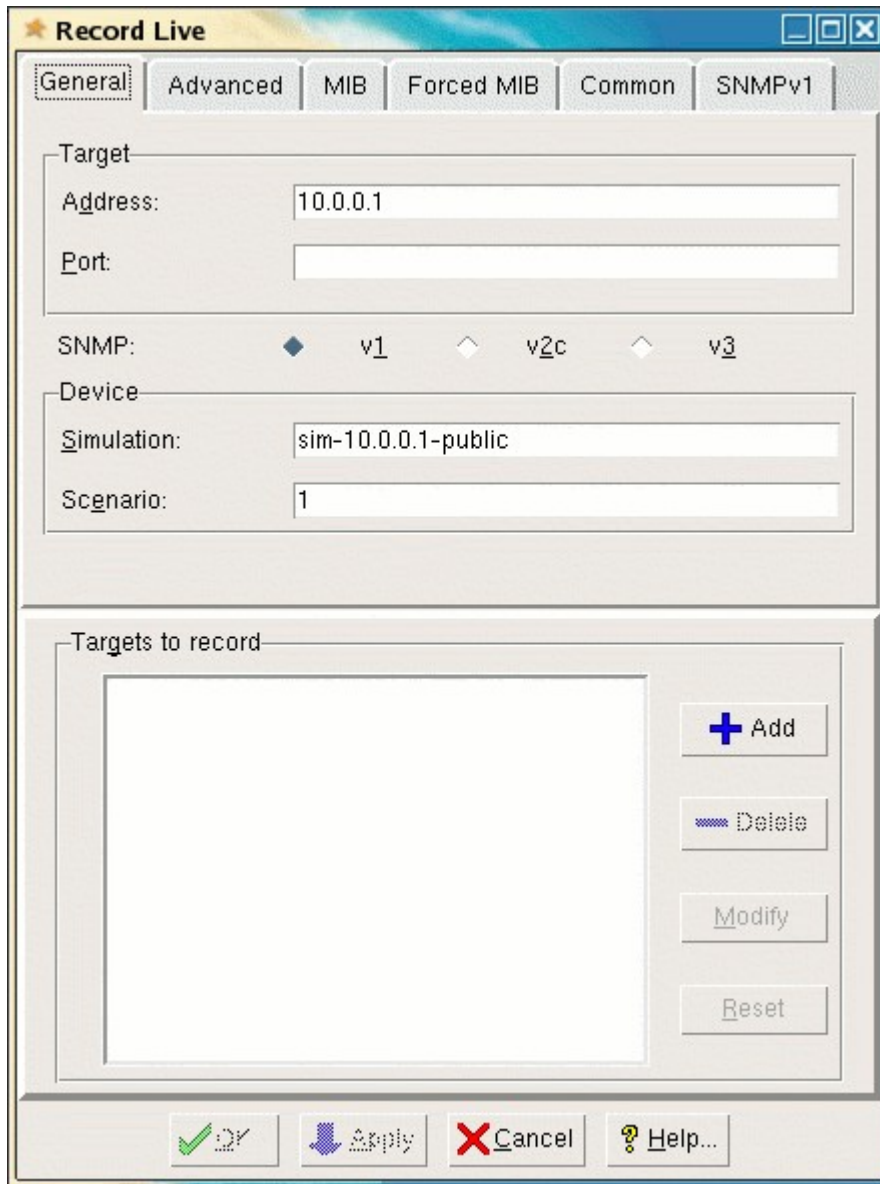 Record Live
General Advanced MIB Forced MIB Common SNMPv1
Target
Address: 10.0.0.1
Port:
SNMP: v1 v2c v3
Device
Simulation: sim-10.0.0.1-public
Scenario: 1
Targets to record
Add
Delete
Modify
Reset
OK Apply Cancel Help...